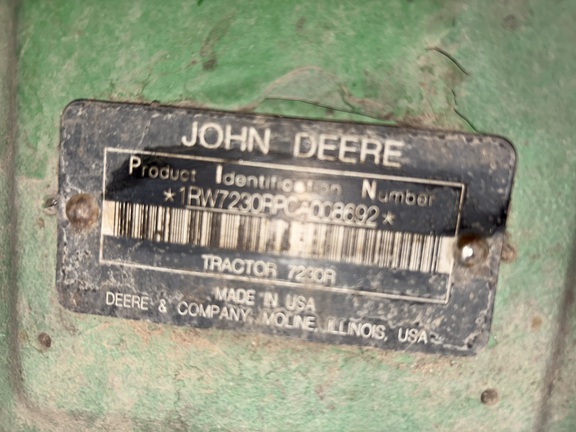 JOHN DEERE
Product Identification Number
*1RW7230RPCA008692*
TRACTOR 7230R
MADE IN USA
DEERE & COMPANY, MOLINE, ILLINOIS, USA